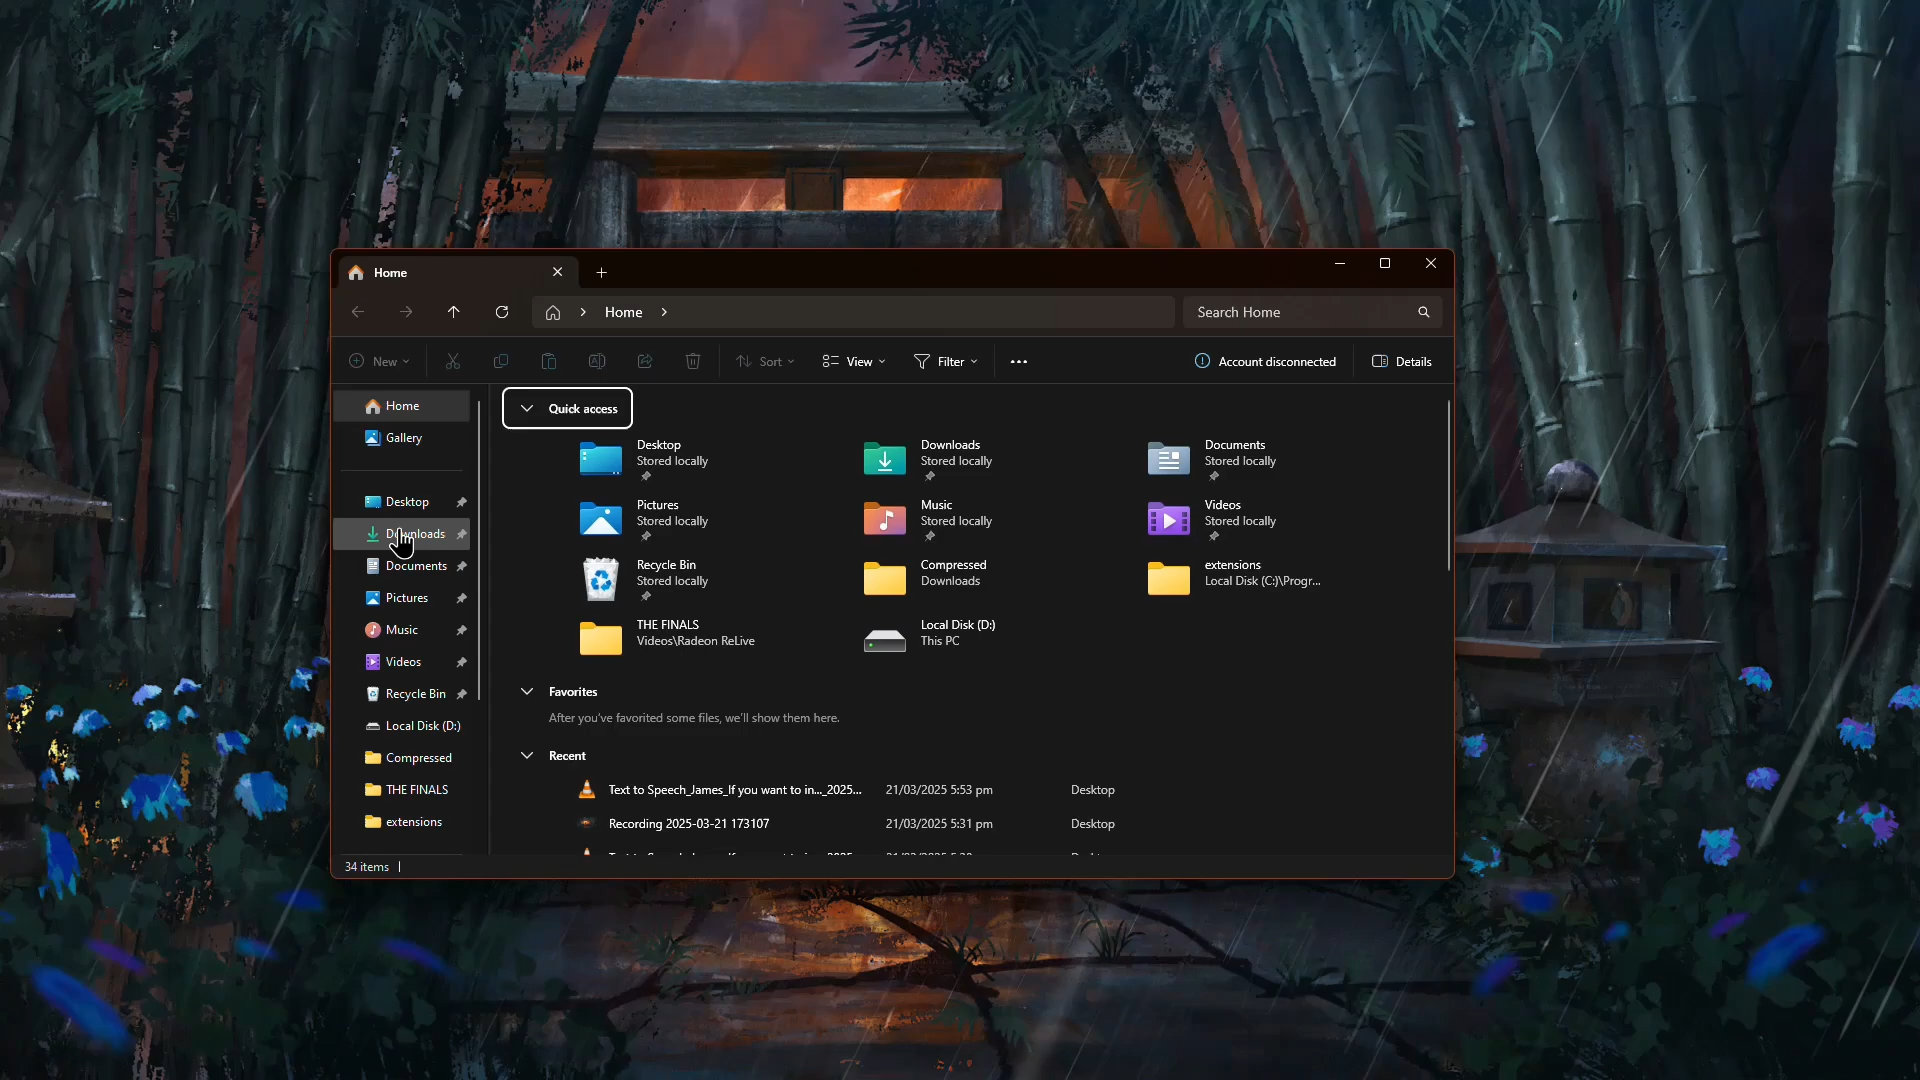 Home
Home
Search Home
New
Sort
View
Filter
Account disconnected
Details
Home
Gallery
Desktop
Downloads
Documents
Pictures
Music
Videos
Recycle Bin
Local Disk (D:)
Compressed
THE FINALS
extensions
Quick access
Desktop
Stored locally
Downloads
Stored locally
Documents
Stored locally
Pictures
Stored locally
Music
Stored locally
Videos
Stored locally
Recycle Bin
Stored locally
Compressed
Downloads
extensions
Local Disk (C:)\Progr...
THE FINALS
Videos\Radeon ReLive
Local Disk (D:)
This PC
Favorites
After you've favorited some files, we'll show them here.
Recent
Text to Speech_James_If you want to in..._2025... 21/03/2025 5:53 pm Desktop
Recording 2025-03-21 173107 21/03/2025 5:31 pm Desktop
34 items